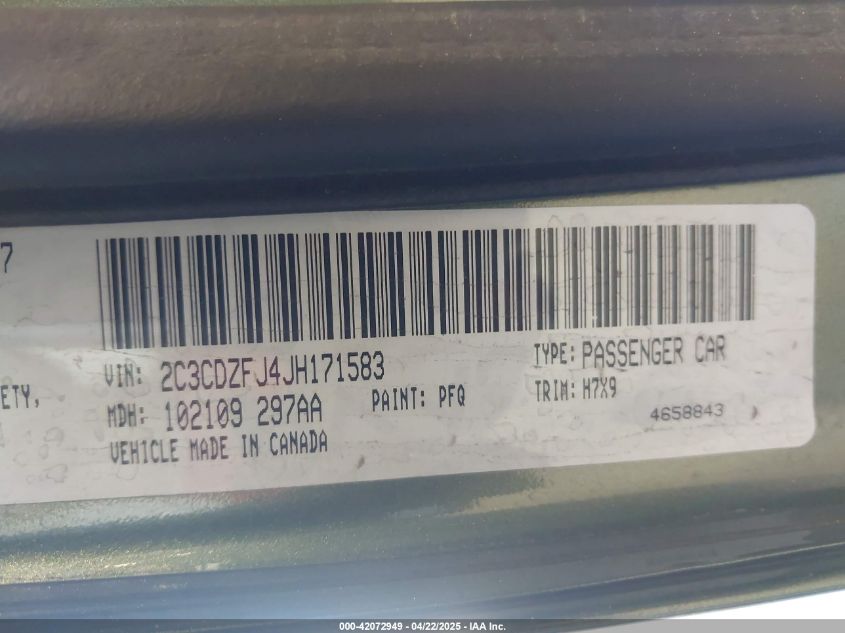 7
ETY,
VIN: 2C3CDZFJ4JH171583
TYPE: PASSENGER CAR
MDH: 102109 297AA
PAINT: PFQ
TRIM: H7X9
VEHICLE MADE IN CANADA
4658843
000-42072949 - 04/22/2025 - IAA Inc.